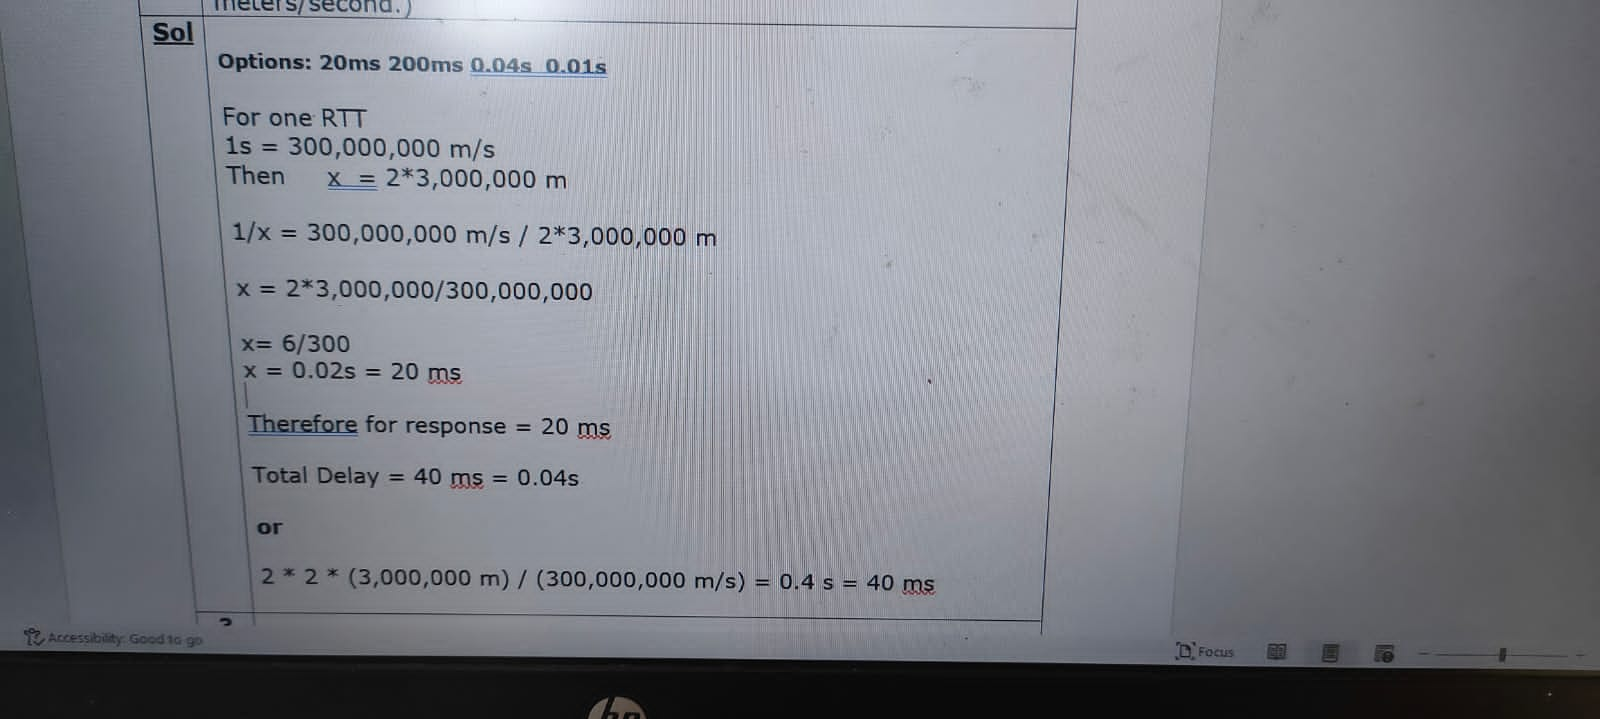 meters/second.)
Sol
Options: 20ms 200ms 0.04s 0.01s
For one RTT
1s = 300,000,000 m/s
Then x = 2*3,000,000 m
1/x = 300,000,000 m/s / 2*3,000,000 m
x = 2*3,000,000/300,000,000
x= 6/300
x = 0.02s = 20 ms
Therefore for response = 20 ms
Total Delay = 40 ms = 0.04s
or
2 * 2 * (3,000,000 m) / (300,000,000 m/s) = 0.4 s = 40 ms
Accessibility: Good to go
Focus
hp